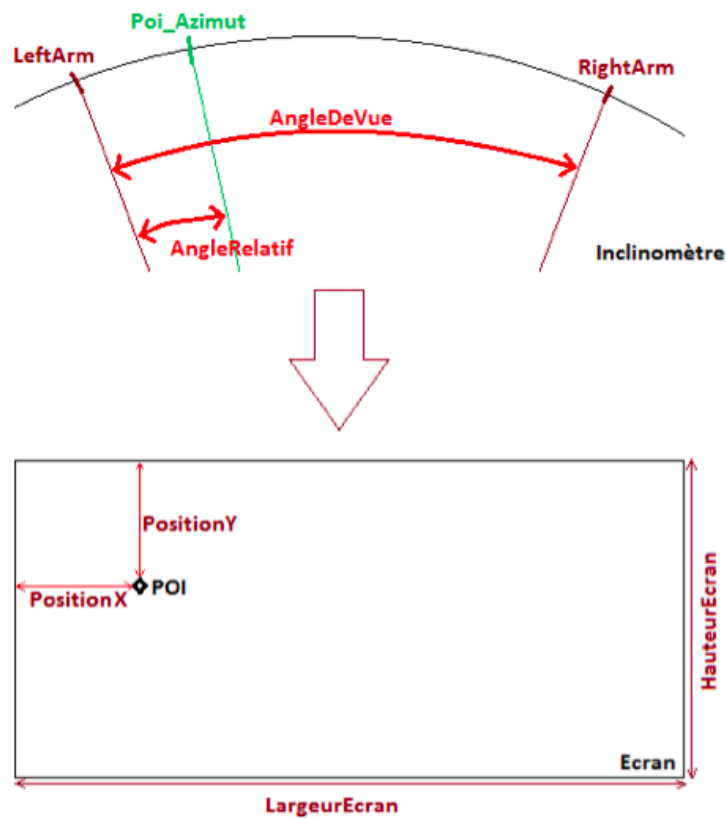 Poi_Azimut
LeftArm
RightArm
AngleDeVue
AngleRelatif
Inclinomètre
PositionY
POI
PositionX
HauteurEcran
Ecran
LargeurEcran